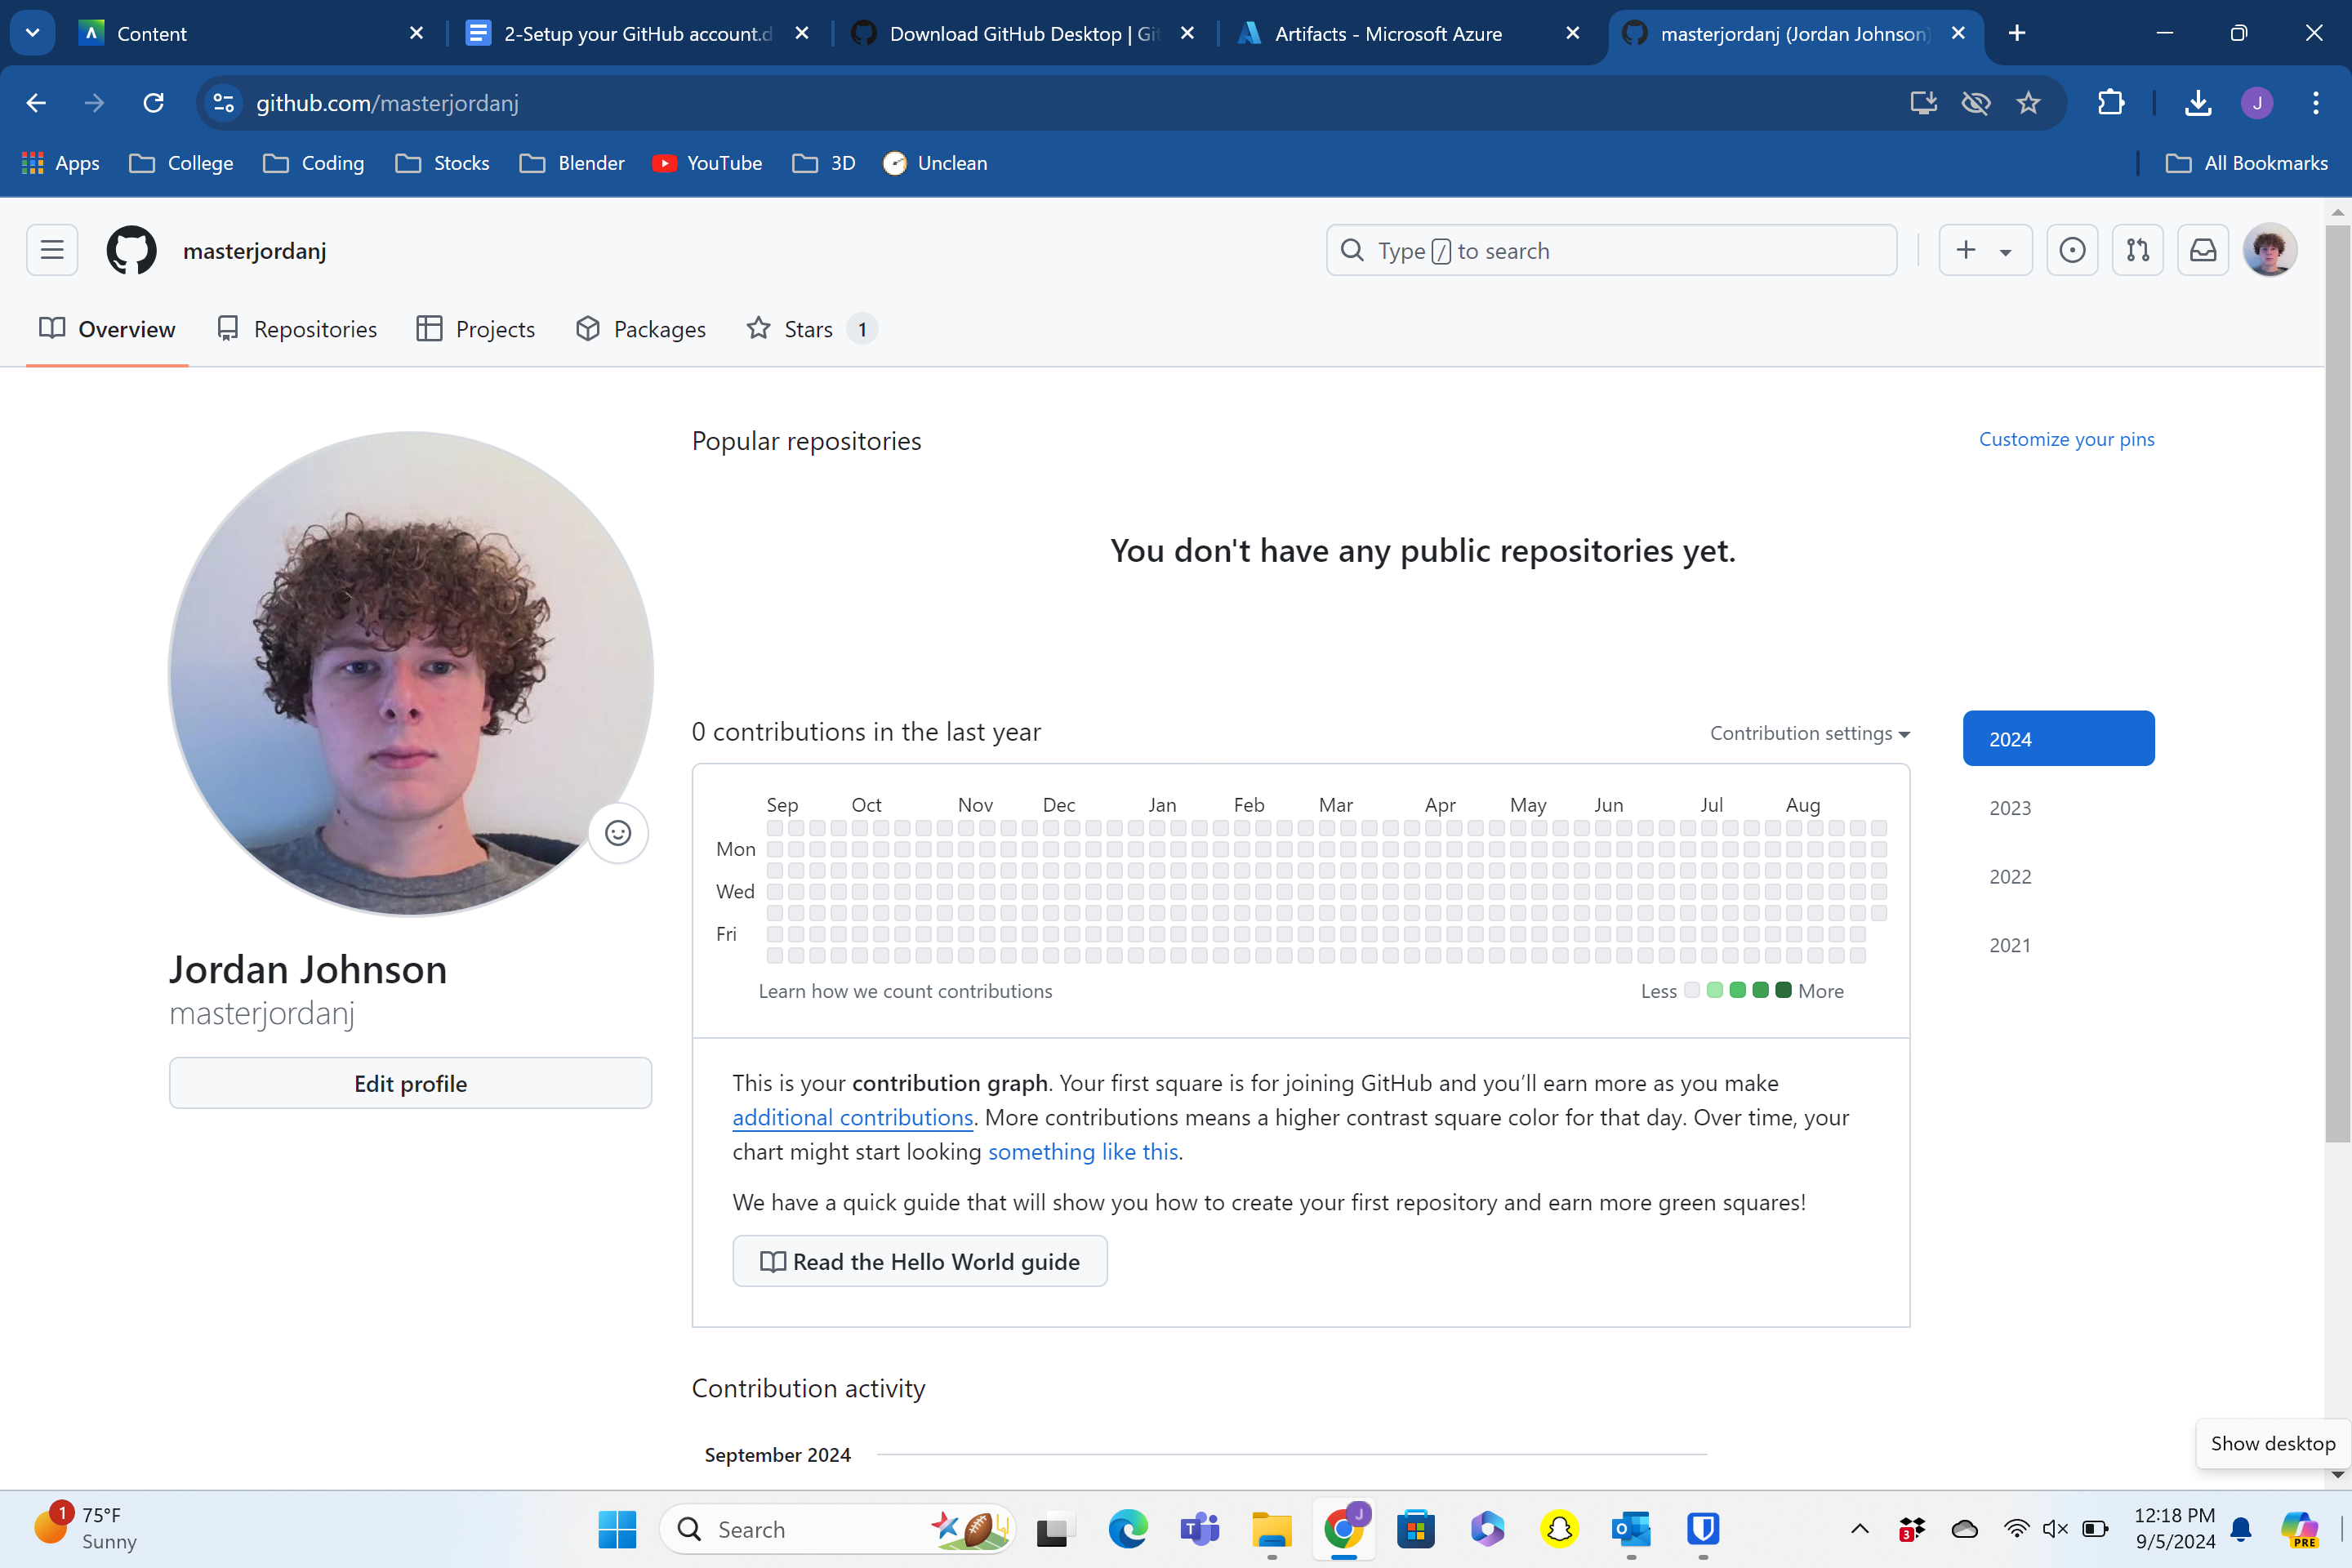 Content
2-Setup your GitHub account.d
Download GitHub Desktop | Git
Artifacts - Microsoft Azure
masterjordanj (Jordan Johnson)
github.com/masterjordanj
J
Apps
College
Coding
Stocks
Blender
YouTube
3D
Unclean
All Bookmarks
masterjordanj
Type / to search
Overview
Repositories
Projects
Packages
Stars 1
Popular repositories
Customize your pins
You don't have any public repositories yet.
0 contributions in the last year
Contribution settings
2024
2023
2022
2021
Sep Oct Nov Dec Jan Feb Mar Apr May Jun Jul Aug
Mon
Wed
Fri
Learn how we count contributions
Less More
Jordan Johnson
masterjordanj
Edit profile
This is your contribution graph. Your first square is for joining GitHub and you’ll earn more as you make
additional contributions. More contributions means a higher contrast square color for that day. Over time, your
chart might start looking something like this.
We have a quick guide that will show you how to create your first repository and earn more green squares!
Read the Hello World guide
Contribution activity
September 2024
Show desktop
1
75°F
Sunny
Search
J
3
12:18 PM
9/5/2024
PRE